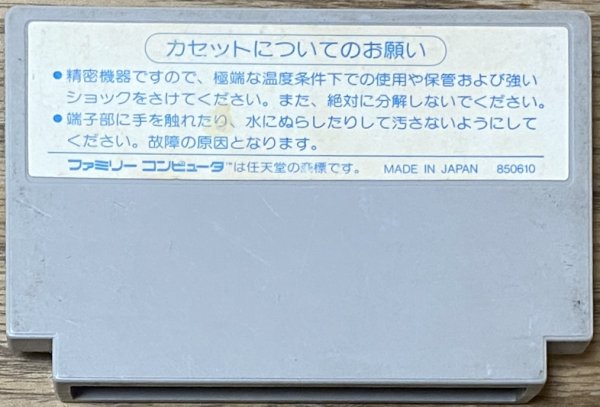 カセットについてのお願い
●精密機器ですので、極端な温度条件下での使用や保管および強い
ショックをさけてください。また、絶対に分解しないでください。
●端子部に手を触れたり、水にぬらしたりして汚さないようにして
ください。故障の原因となります。
ファミリー コンピュータ™は任天堂の商標です。 MADE IN JAPAN 850610